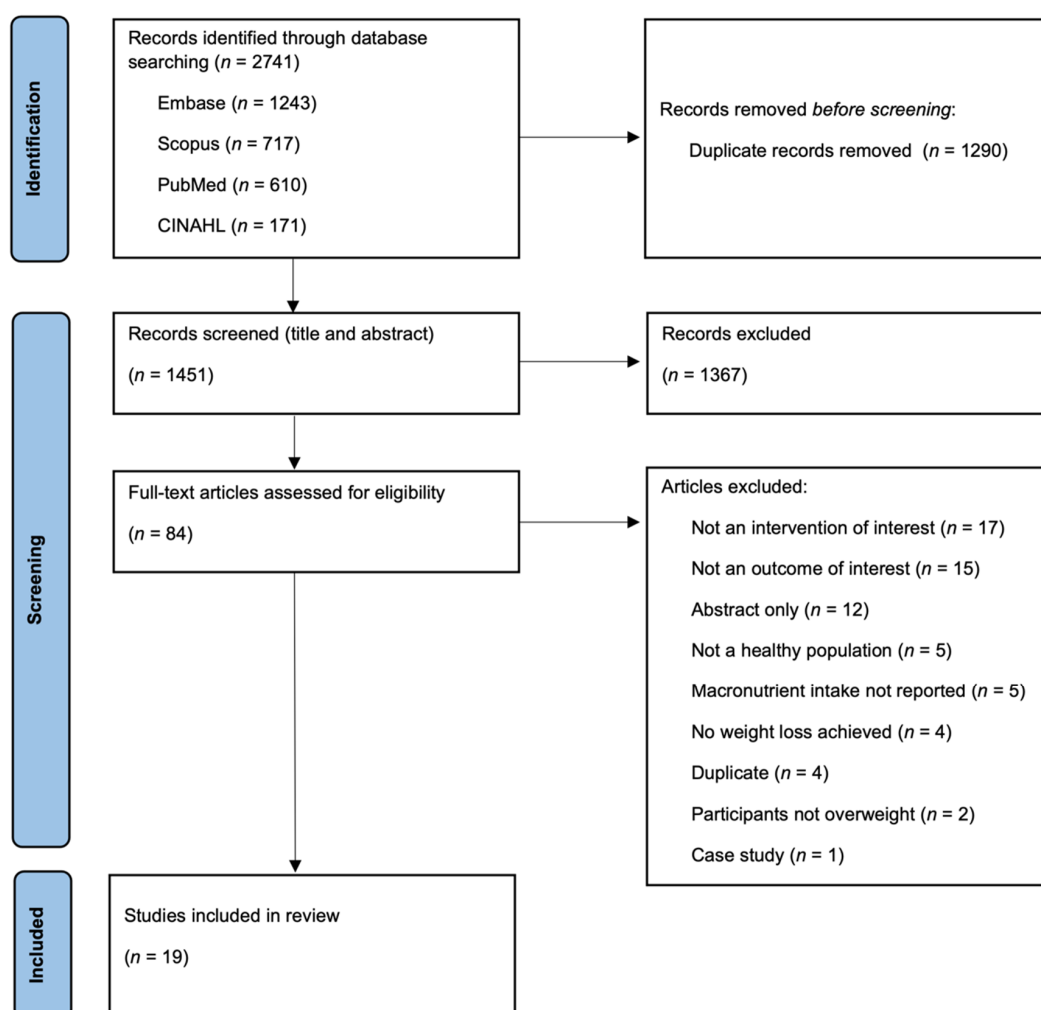 Identification
Records identified through database
searching (n = 2741)
Embase (n = 1243)
Scopus (n = 717)
PubMed (n = 610)
CINAHL (n = 171)
Records removed before screening:
Duplicate records removed (n = 1290)
Screening
Records screened (title and abstract)
(n = 1451)
Records excluded
(n = 1367)
Full-text articles assessed for eligibility
(n = 84)
Articles excluded:
Not an intervention of interest (n = 17)
Not an outcome of interest (n = 15)
Abstract only (n = 12)
Not a healthy population (n = 5)
Macronutrient intake not reported (n = 5)
No weight loss achieved (n = 4)
Duplicate (n = 4)
Participants not overweight (n = 2)
Case study (n = 1)
Included
Studies included in review
(n = 19)